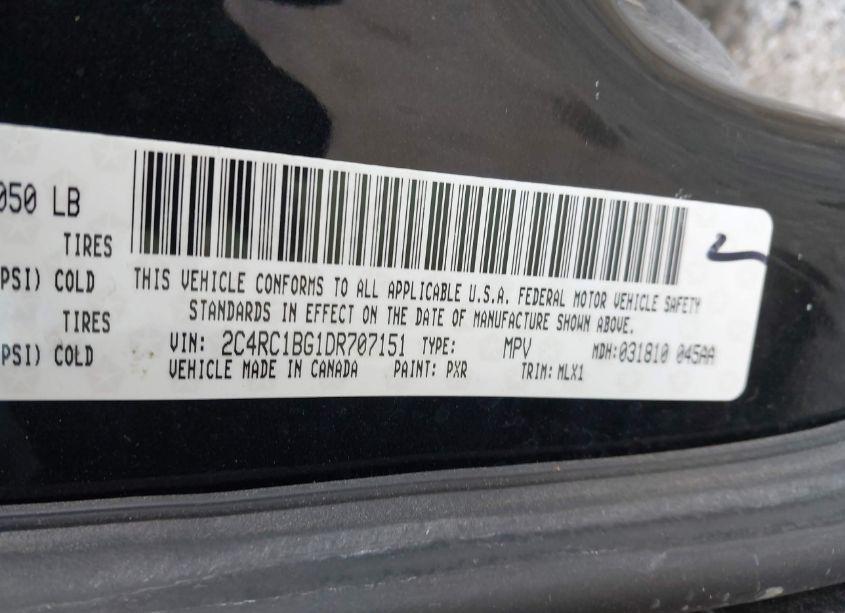 050 LB
TIRES
PSI) COLD
TIRES
PSI) COLD
THIS VEHICLE CONFORMS TO ALL APPLICABLE U.S.A. FEDERAL MOTOR VEHICLE SAFETY
STANDARDS IN EFFECT ON THE DATE OF MANUFACTURE SHOWN ABOVE.
VIN: 2C4RC1BG1DR707151 TYPE: MPV MDH:031810 045AA
VEHICLE MADE IN CANADA PAINT: PXR TRIM: MLX1